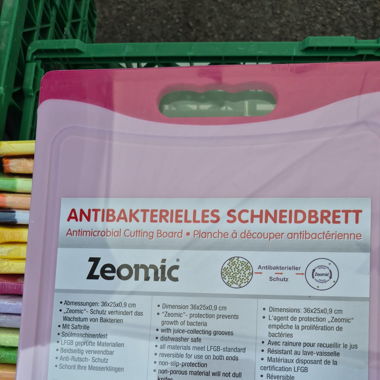 ANTIBAKTERIELLES SCHNEIDBRETT
Antimicrobial Cutting Board • Planche à découper antibactérienne
Zeomic®
Antibakterieller
Schutz
Zeomic
• Abmessungen: 36x25x0,9 cm
• „Zeomic“- Schutz verhindert das
Wachstum von Bakterien
• Mit Saftrille
• Spülmaschinenfest
• LFGB geprüfte Materialien
• Beidseitig verwendbar
• Anti-Rutsch- Schutz
• Schont Ihre Messerklingen
• Dimension 36x25x0,9 cm
• "Zeomic"- protection prevents
growth of bacteria
• with juice-collecting grooves
• dishwasher safe
• all materials meet LFGB-standard
• reversible for use on both ends
• non-slip-protection
• non-porous material will not dull
knifes
• Dimensions: 36x25x0,9 cm
• L'agent de protection „Zeomic"
empêche la prolifération de
bactéries
• Avec rainure pour recueillir le jus
• Résistant au lave-vaisselle
• Matériaux disposant de la
certification LFGB
• Réversible